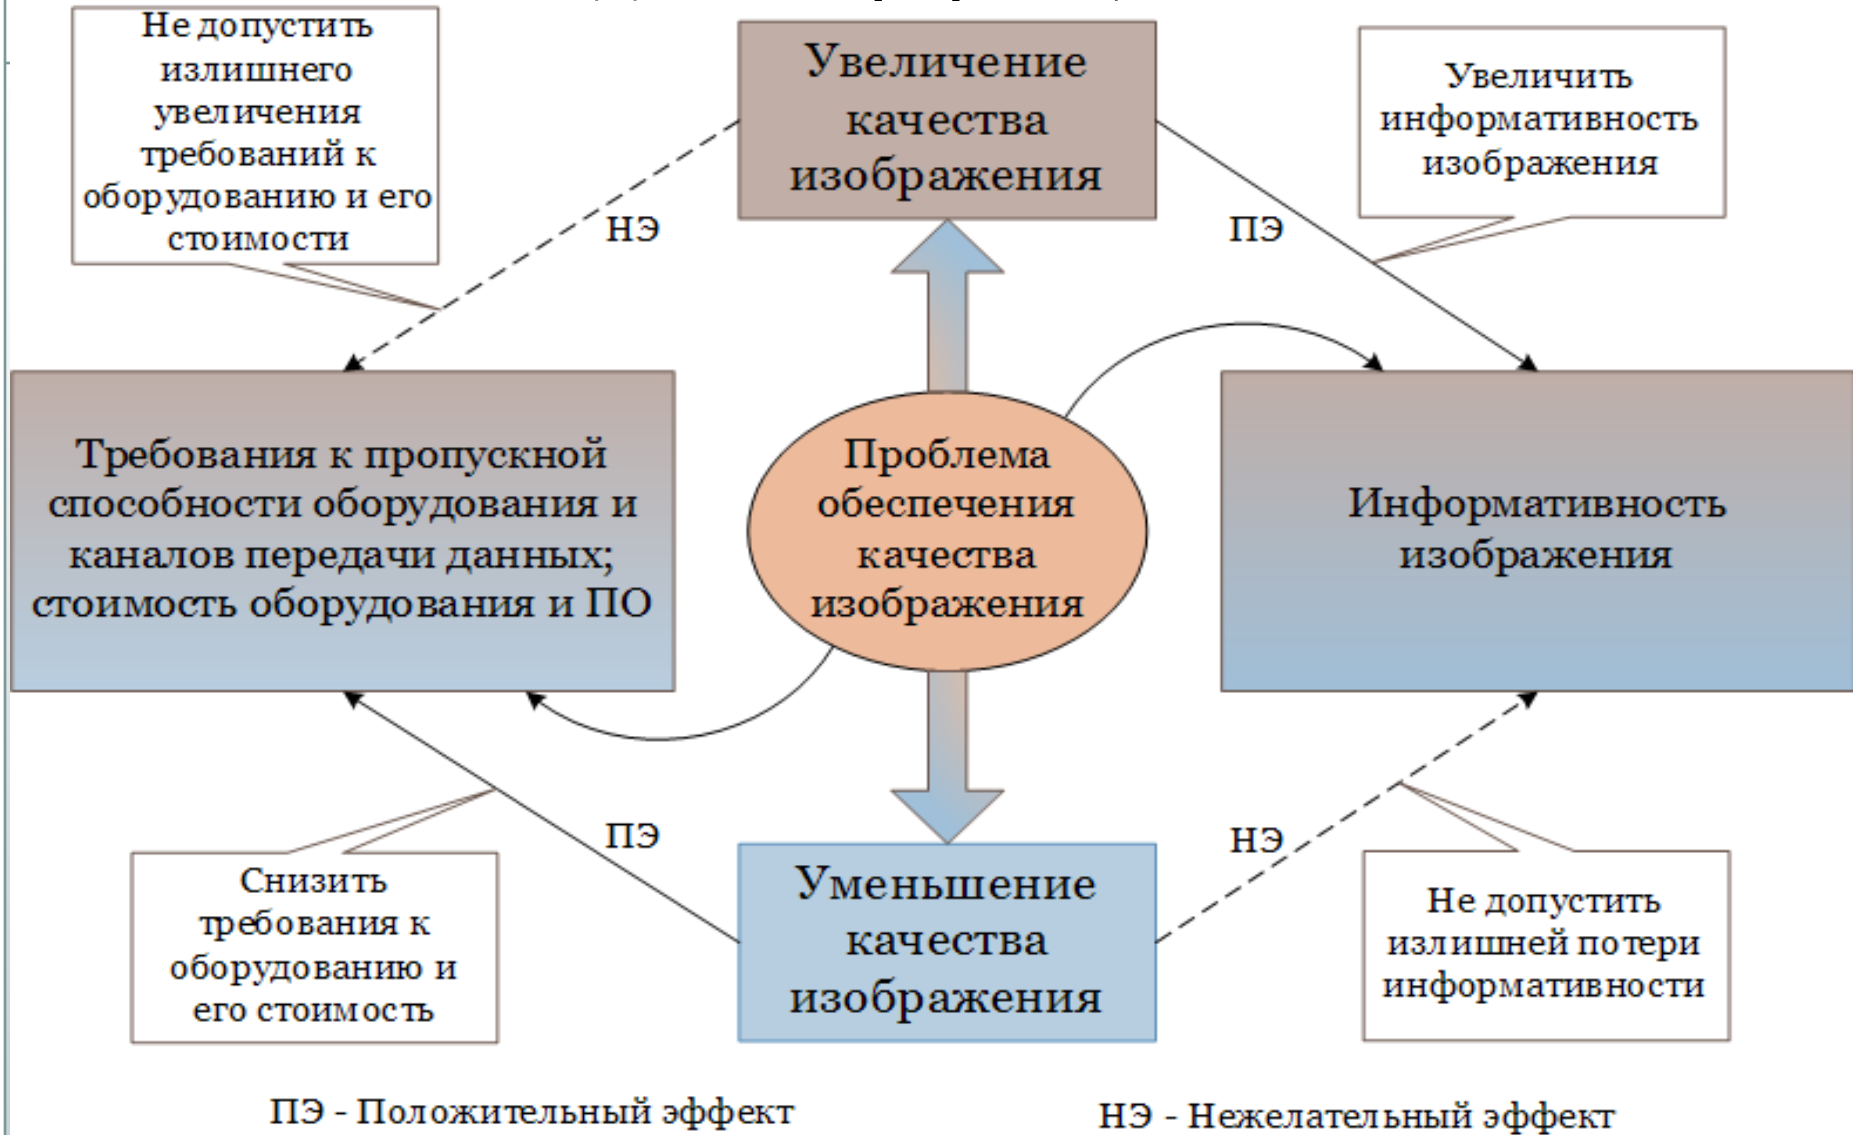 Не допустить
излишнего
увеличения
требований к
оборудованию и его
стоимости
Увеличение
качества
изображения
Увеличить
информативность
изображения
НЭ
ПЭ
Требования к пропускной
способности оборудования и
каналов передачи данных;
стоимость оборудования и ПО
Проблема
обеспечения
качества
изображения
Информативность
изображения
ПЭ
НЭ
Снизить
требования к
оборудованию и
его стоимость
Уменьшение
качества
изображения
Не допустить
излишней потери
информативности
ПЭ - Положительный эффект
НЭ - Нежелательный эффект